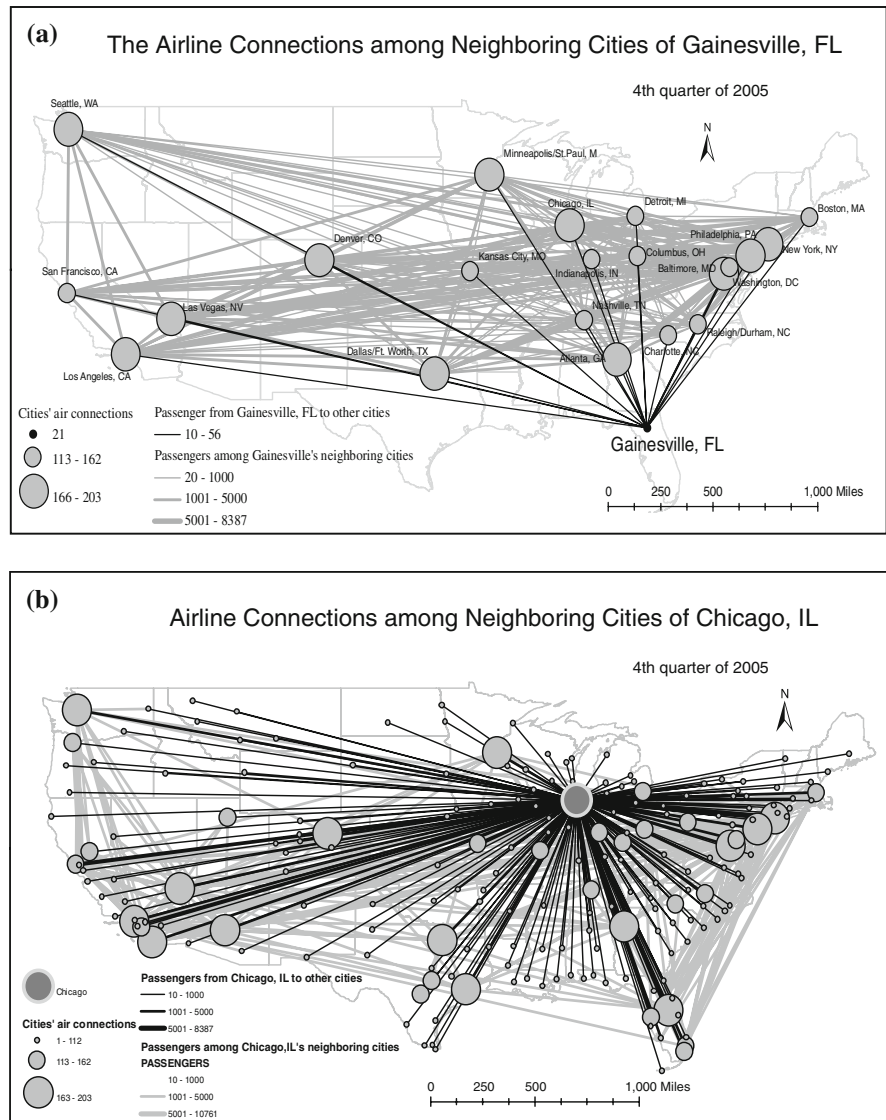 (a)
The Airline Connections among Neighboring Cities of Gainesville, FL
4th quarter of 2005
Seattle, WA
N
Minneapolis/St.Paul, M
Chicago, IL
Detroit, MI
Boston, MA
Philadelphia, PA
Denver, CO
New York, NY
Kansas City, MO
Columbus, OH
Indianapolis, IN
Baltimore, MD
San Francisco, CA
Washington, DC
Las Vegas, NV
Nashville, TN
Raleigh/Durham, NC
Dallas/Ft. Worth, TX
Atlanta, GA
Charlotte, NC
Los Angeles, CA
Cities' air connections
21
113 - 162
166 - 203
Passenger from Gainesville, FL to other cities
10 - 56
Passengers among Gainesville's neighboring cities
20 - 1000
1001 - 5000
5001 - 8387
Gainesville, FL
0 250 500 1,000 Miles
(b)
Airline Connections among Neighboring Cities of Chicago, IL
4th quarter of 2005
N
Chicago
Cities' air connections
1 - 112
113 - 162
163 - 203
Passengers from Chicago, IL to other cities
10 - 1000
1001 - 5000
5001 - 8387
Passengers among Chicago,IL's neighboring cities
PASSENGERS
10 - 1000
1001 - 5000
5001 - 10761
0 250 500 1,000 Miles